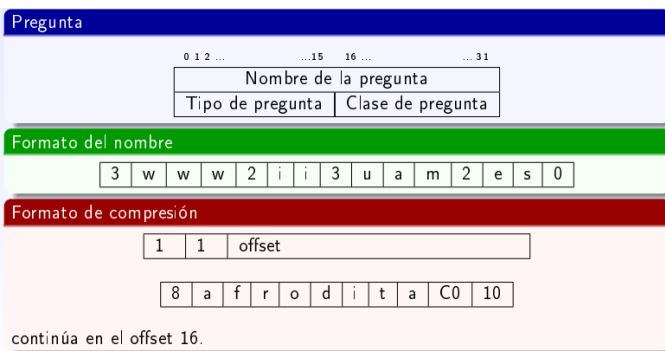 Pregunta
0 1 2 ... ...15 16 ... ... 31
Nombre de la pregunta
Tipo de pregunta Clase de pregunta
Formato del nombre
3 w w w 2 i i 3 u a m 2 e s 0
Formato de compresión
1 1 offset
8 a f r o d i t a C0 10
continúa en el offset 16.